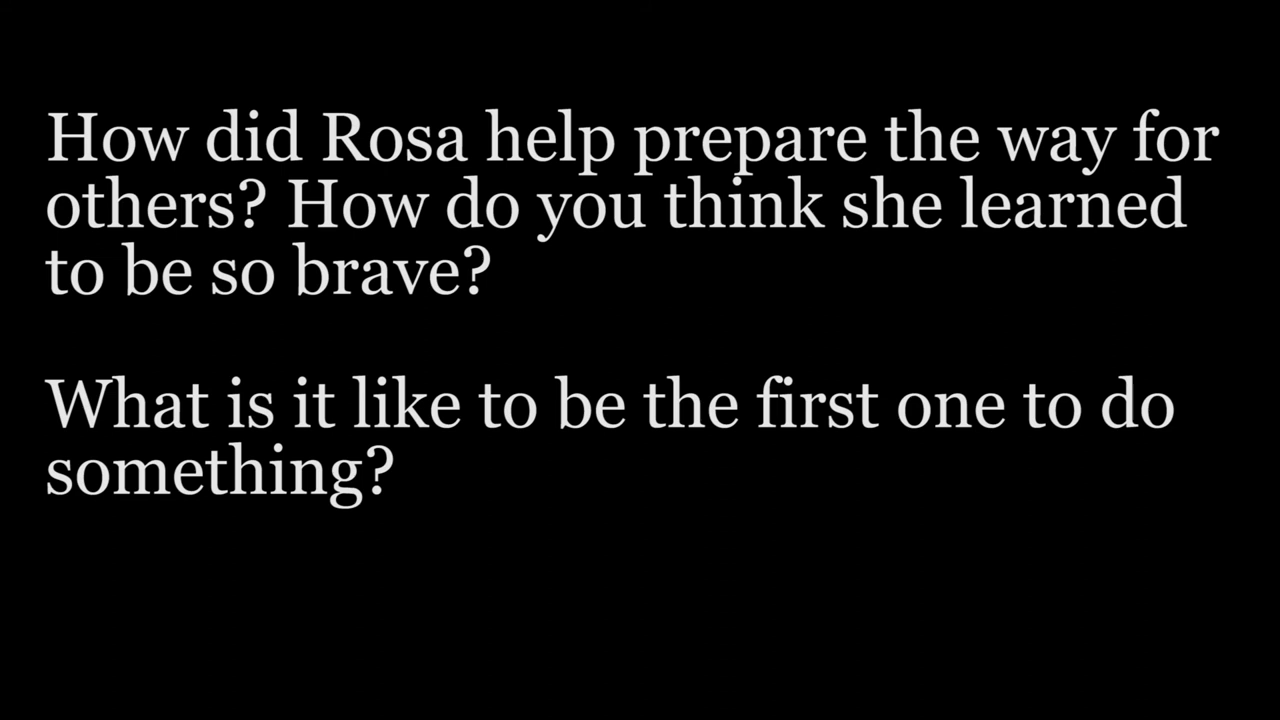 How did Rosa help prepare the way for
others? How do you think she learned
to be so brave?
What is it like to be the first one to do
something?